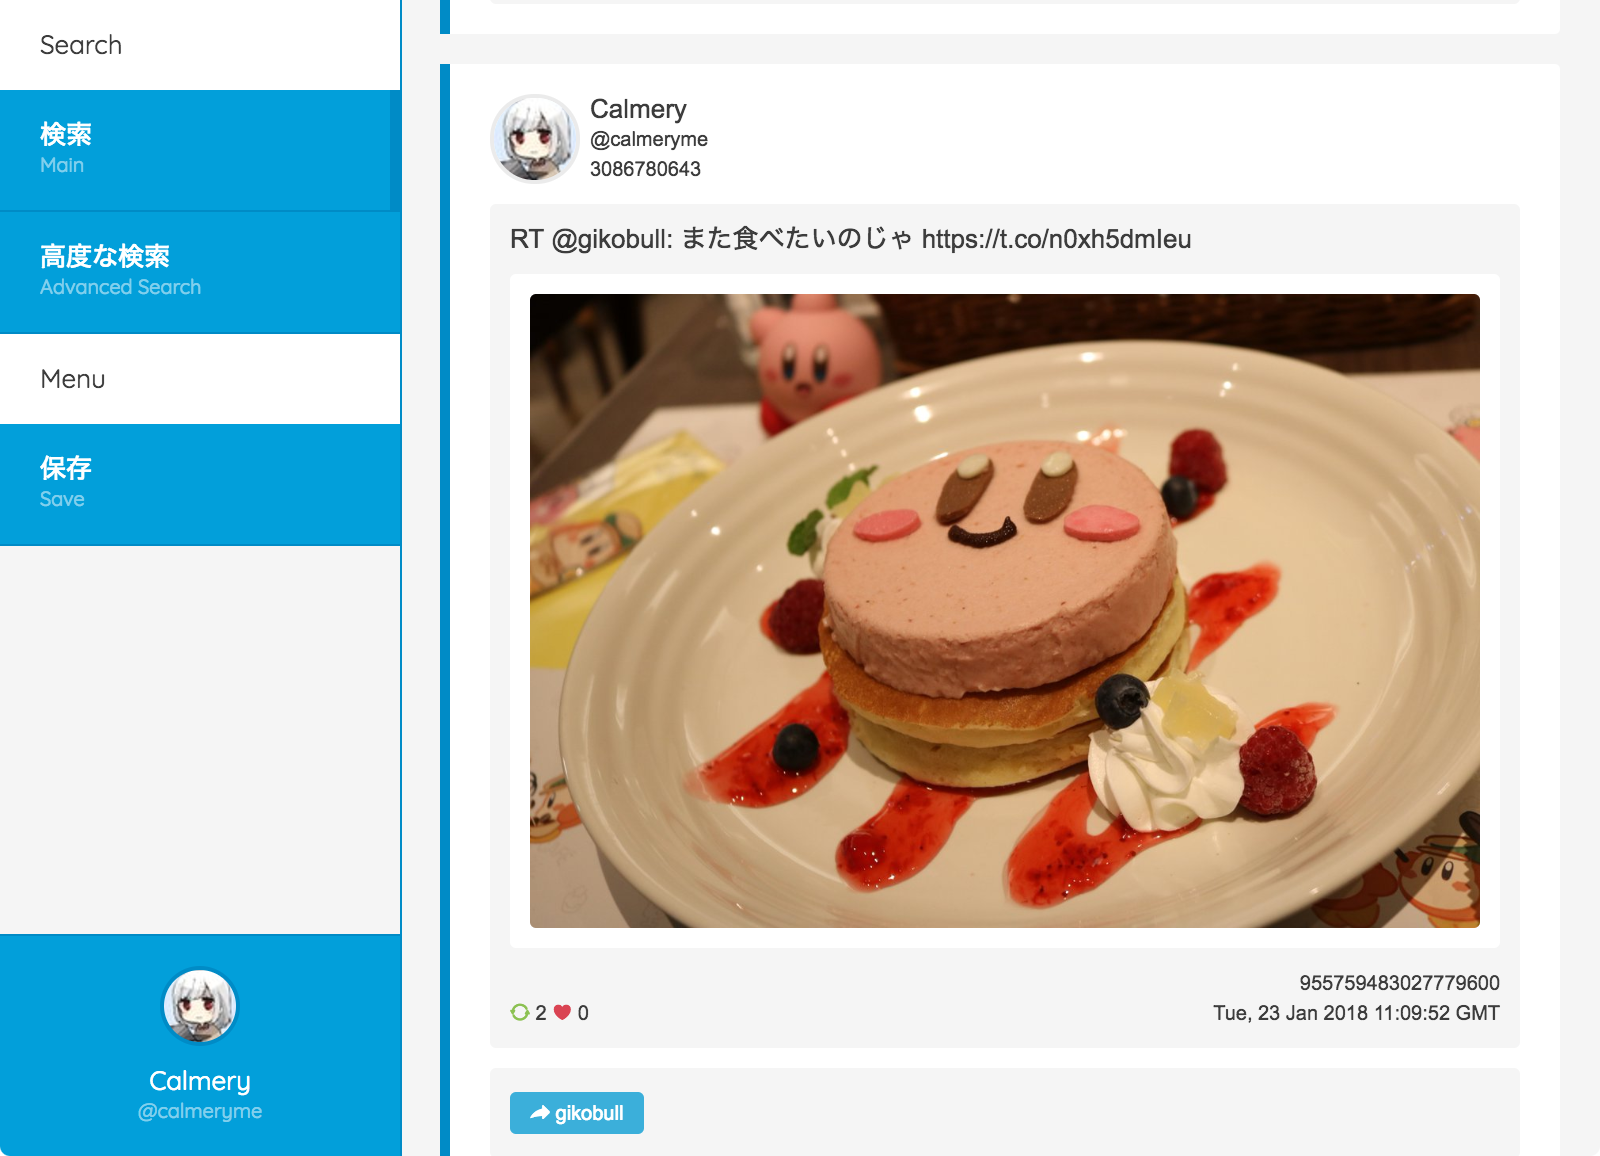 Search
検索
Main
高度な検索
Advanced Search
Menu
保存
Save
Calmery
@calmeryme
Calmery
@calmeryme
3086780643
RT @gikobull: また食べたいのじゃ https://t.co/n0xh5dmIeu
955759483027779600
2 0
Tue, 23 Jan 2018 11:09:52 GMT
gikobull